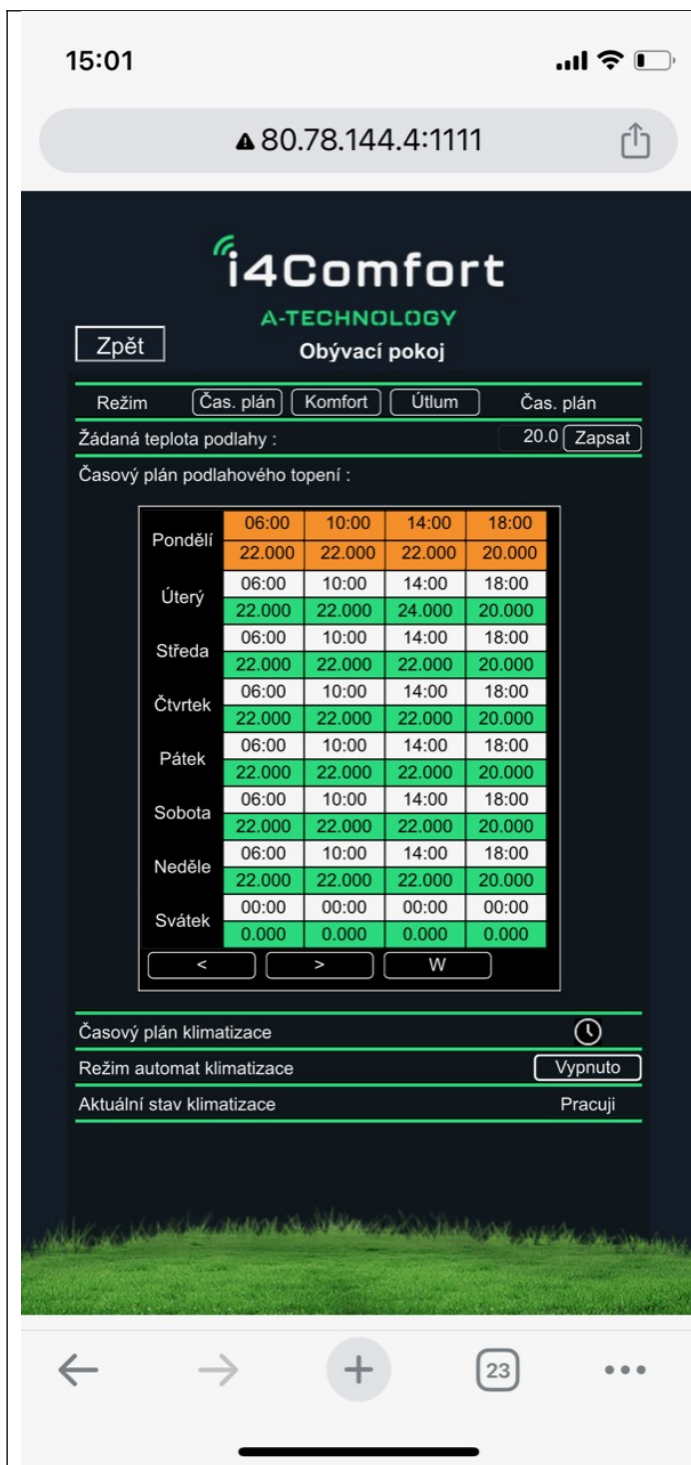 15:01
80.78.144.4:1111
i4Comfort
A-TECHNOLOGY
Zpět
Obývací pokoj
Režim Čas. plán Komfort Útlum Čas. plán
Žádaná teplota podlahy : 20.0 Zapsat
Časový plán podlahového topení :
Pondělí
06:00 10:00 14:00 18:00
22.000 22.000 22.000 20.000
Úterý
06:00 10:00 14:00 18:00
22.000 22.000 24.000 20.000
Středa
06:00 10:00 14:00 18:00
22.000 22.000 22.000 20.000
Čtvrtek
06:00 10:00 14:00 18:00
22.000 22.000 22.000 20.000
Pátek
06:00 10:00 14:00 18:00
22.000 22.000 22.000 20.000
Sobota
06:00 10:00 14:00 18:00
22.000 22.000 22.000 20.000
Neděle
06:00 10:00 14:00 18:00
22.000 22.000 22.000 20.000
Svátek
00:00 00:00 00:00 00:00
0.000 0.000 0.000 0.000
< > W
Časový plán klimatizace
Režim automat klimatizace Vypnuto
Aktuální stav klimatizace Pracuji
23